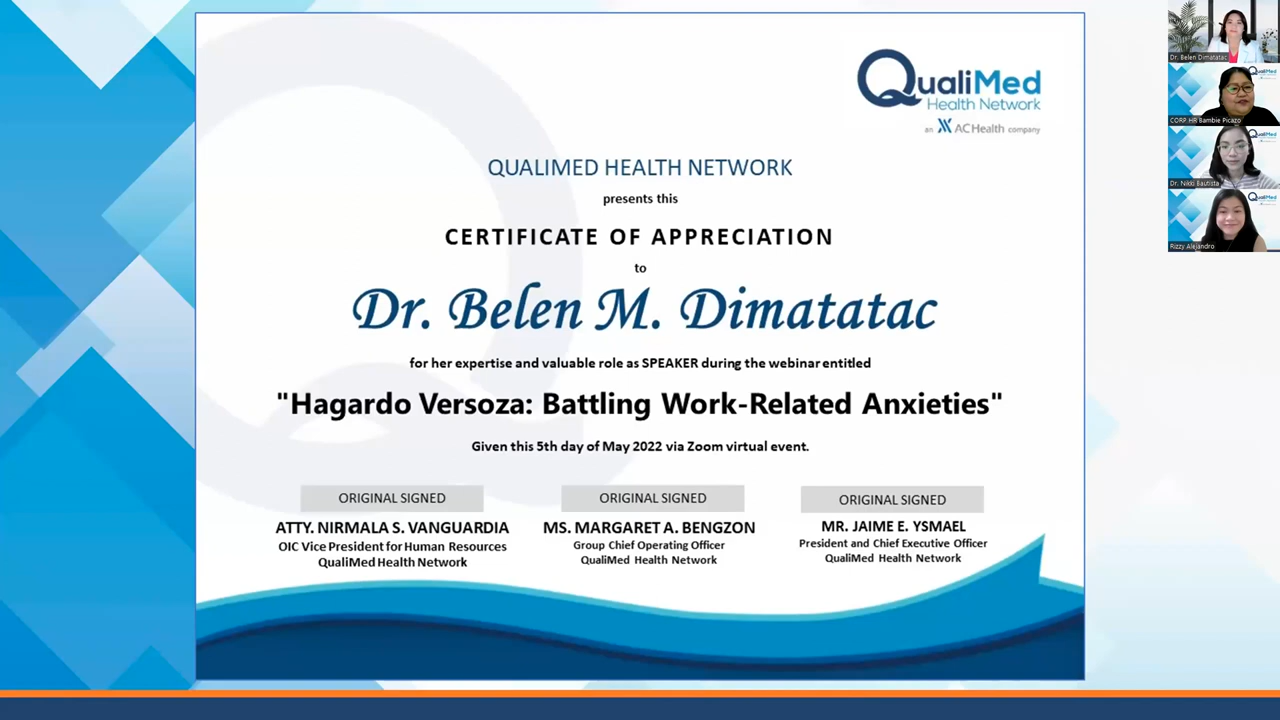 QualiMed
Health Network
an AC Health company
QUALIMED HEALTH NETWORK
presents this
CERTIFICATE OF APPRECIATION
to
Dr. Belen M. Dimatatac
for her expertise and valuable role as SPEAKER during the webinar entitled
"Hagardo Versoza: Battling Work-Related Anxieties"
Given this 5th day of May 2022 via Zoom virtual event.
ORIGINAL SIGNED
ATTY. NIRMALA S. VANGUARDIA
OIC Vice President for Human Resources
QualiMed Health Network
ORIGINAL SIGNED
MS. MARGARET A. BENGZON
Group Chief Operating Officer
QualiMed Health Network
ORIGINAL SIGNED
MR. JAIME E. YSMAEL
President and Chief Executive Officer
QualiMed Health Network
Dr. Belen Dimatatac
QualiMed
CORP HR Bambie Picazo
QualiMed
Dr. Nikki Bautista
QualiMed
Rizzy Alejandro